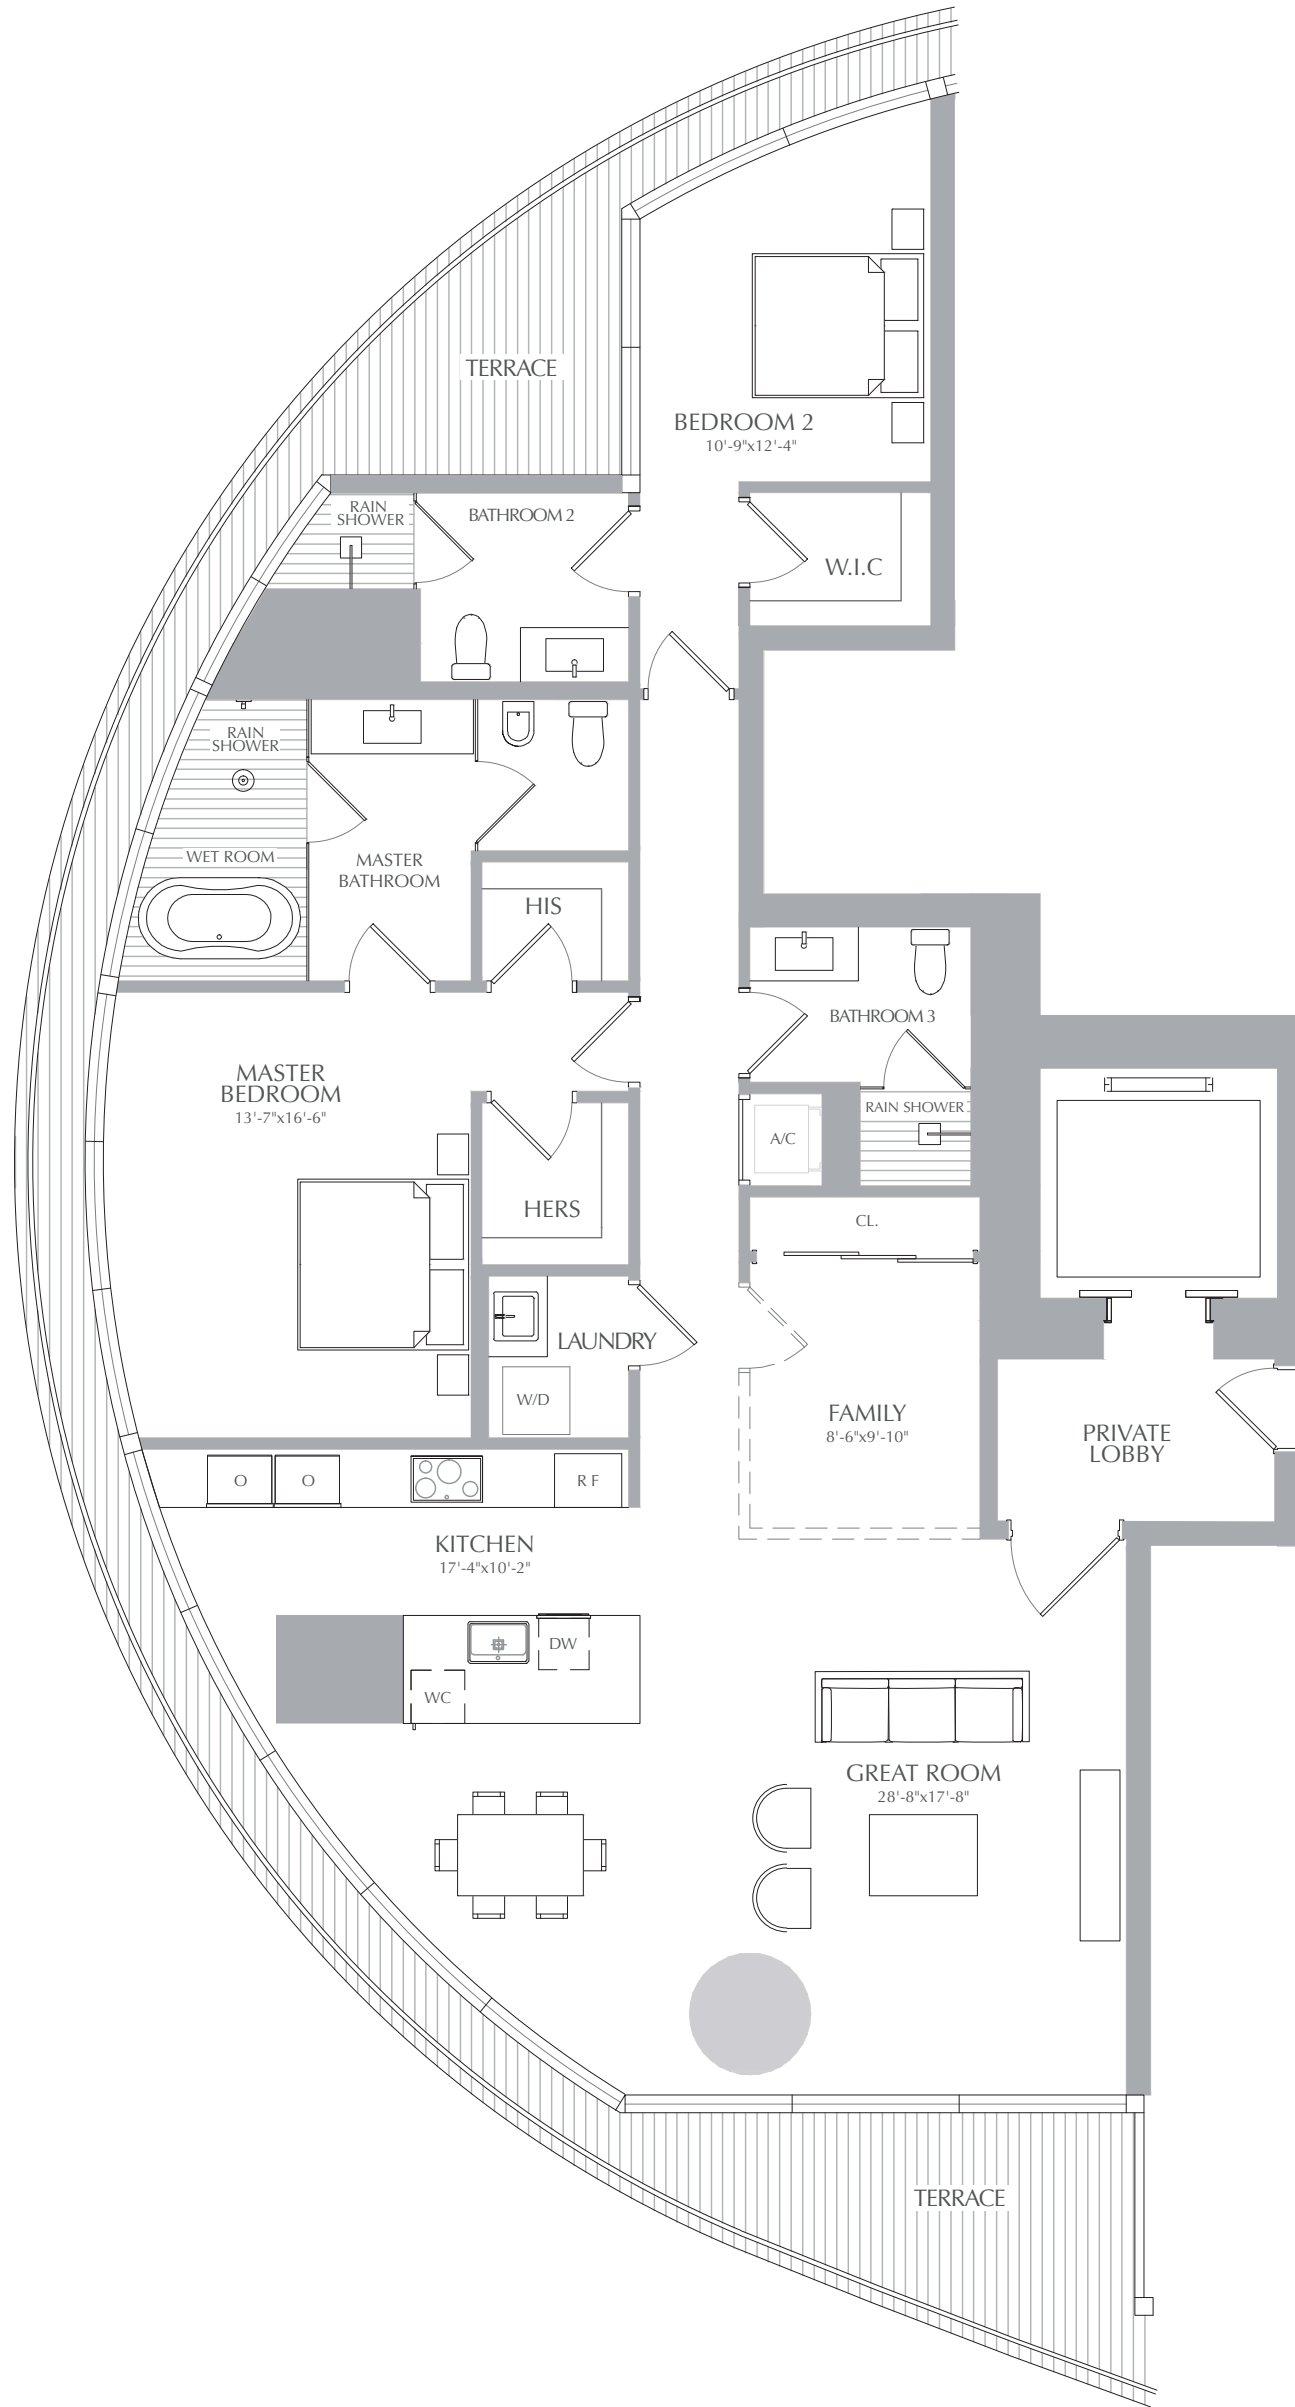 TERRACE
BEDROOM 2
10'-9"x12'-4"
RAIN
SHOWER
BATHROOM 2
W.I.C
RAIN
SHOWER
WET ROOM
MASTER
BATHROOM
HIS
BATHROOM 3
MASTER
BEDROOM
13'-7"x16'-6"
RAIN SHOWER
A/C
HERS
CL.
LAUNDRY
W/D
FAMILY
8'-6"x9'-10"
PRIVATE
LOBBY
O
O
R F
KITCHEN
17'-4"x10'-2"
DW
WC
GREAT ROOM
28'-8"x17'-8"
TERRACE